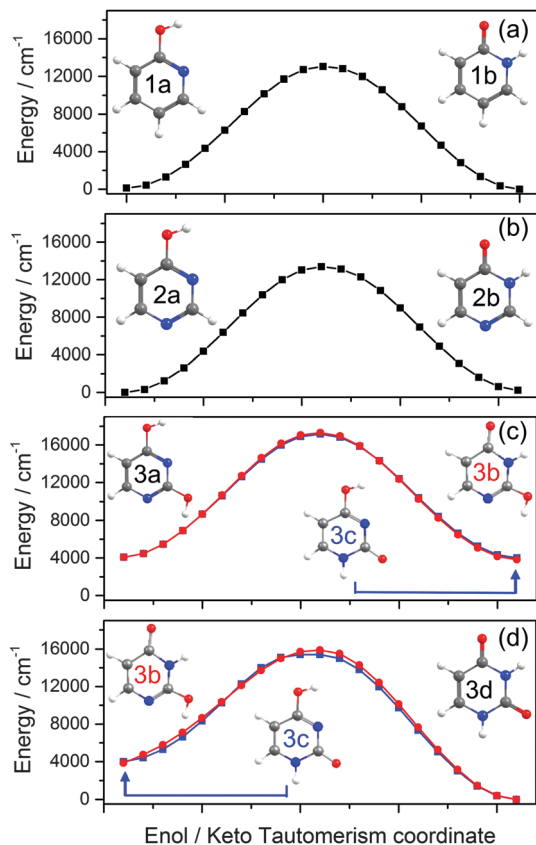 (a)
16000
12000
8000
4000
0
Energy / cm⁻¹
1a
1b
(b)
16000
12000
8000
4000
0
Energy / cm⁻¹
2a
2b
(c)
16000
12000
8000
4000
0
Energy / cm⁻¹
3a
3b
3c
(d)
16000
12000
8000
4000
0
Energy / cm⁻¹
3b
3c
3d
Enol / Keto Tautomerism coordinate